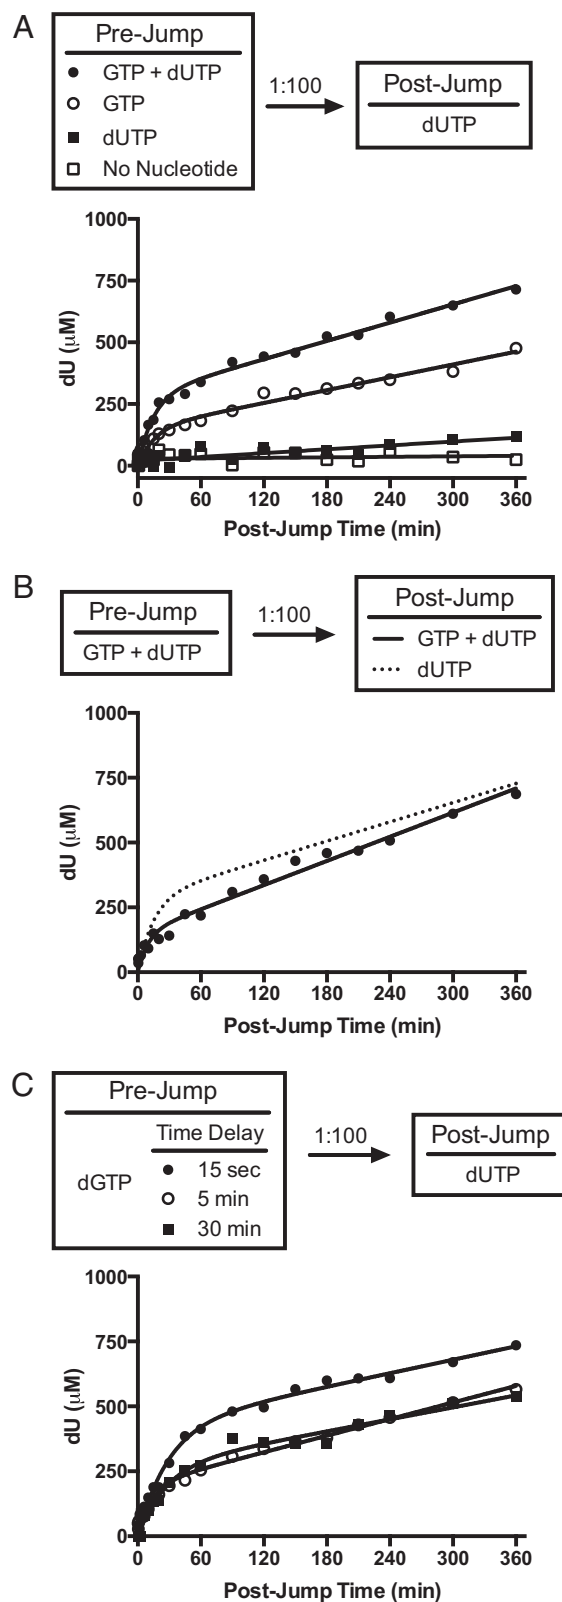 A
Pre-Jump
GTP + dUTP
GTP
dUTP
No Nucleotide
1:100
Post-Jump
dUTP
1000
750
500
250
0
dU (µM)
0 60 120 180 240 300 360
Post-Jump Time (min)
B
Pre-Jump
GTP + dUTP
1:100
Post-Jump
GTP + dUTP
dUTP
1000
750
500
250
0
dU (µM)
0 60 120 180 240 300 360
Post-Jump Time (min)
C
Pre-Jump
Time Delay
dGTP
15 sec
5 min
30 min
1:100
Post-Jump
dUTP
1000
750
500
250
0
dU (µM)
0 60 120 180 240 300 360
Post-Jump Time (min)